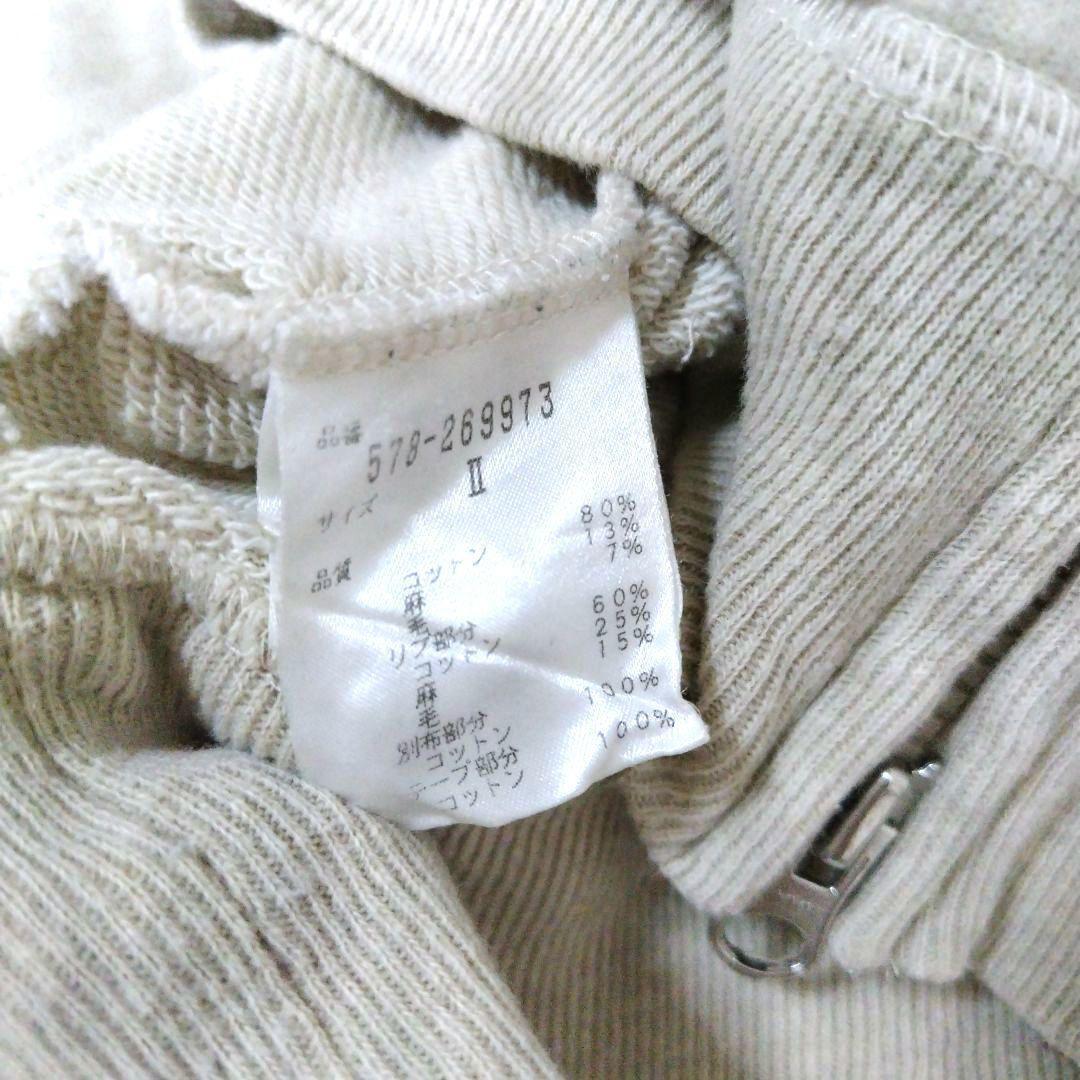 品番 578-269973
サイズ Ⅱ
品質 コットン 80%
麻 13%
毛 7%
リブ部分
コットン 60%
麻 25%
毛 15%
別布部分
コットン 100%
テープ部分
コットン 100%